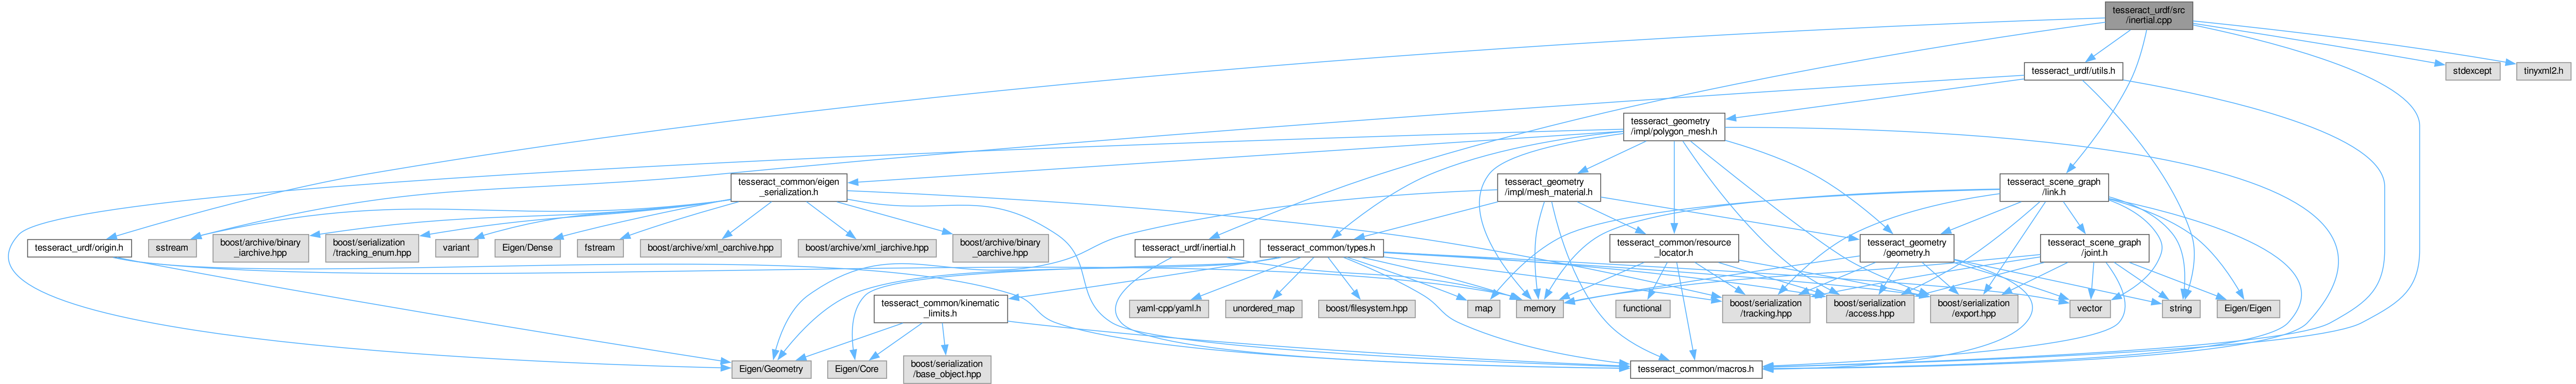 tesseract_urdf/src
/inertial.cpp
tesseract_urdf/utils.h
stdexcept
tinyxml2.h
tesseract_geometry
/impl/polygon_mesh.h
tesseract_common/eigen
_serialization.h
tesseract_geometry
/impl/mesh_material.h
tesseract_scene_graph
/link.h
tesseract_urdf/origin.h
sstream
boost/archive/binary
_iarchive.hpp
boost/serialization
/tracking_enum.hpp
variant
Eigen/Dense
fstream
boost/archive/xml_oarchive.hpp
boost/archive/xml_iarchive.hpp
boost/archive/binary
_oarchive.hpp
tesseract_urdf/inertial.h
tesseract_common/types.h
tesseract_common/resource
_locator.h
tesseract_geometry
/geometry.h
tesseract_scene_graph
/joint.h
tesseract_common/kinematic
_limits.h
yaml-cpp/yaml.h
unordered_map
boost/filesystem.hpp
map
memory
functional
boost/serialization
/tracking.hpp
boost/serialization
/access.hpp
boost/serialization
/export.hpp
vector
string
Eigen/Eigen
Eigen/Geometry
Eigen/Core
boost/serialization
/base_object.hpp
tesseract_common/macros.h